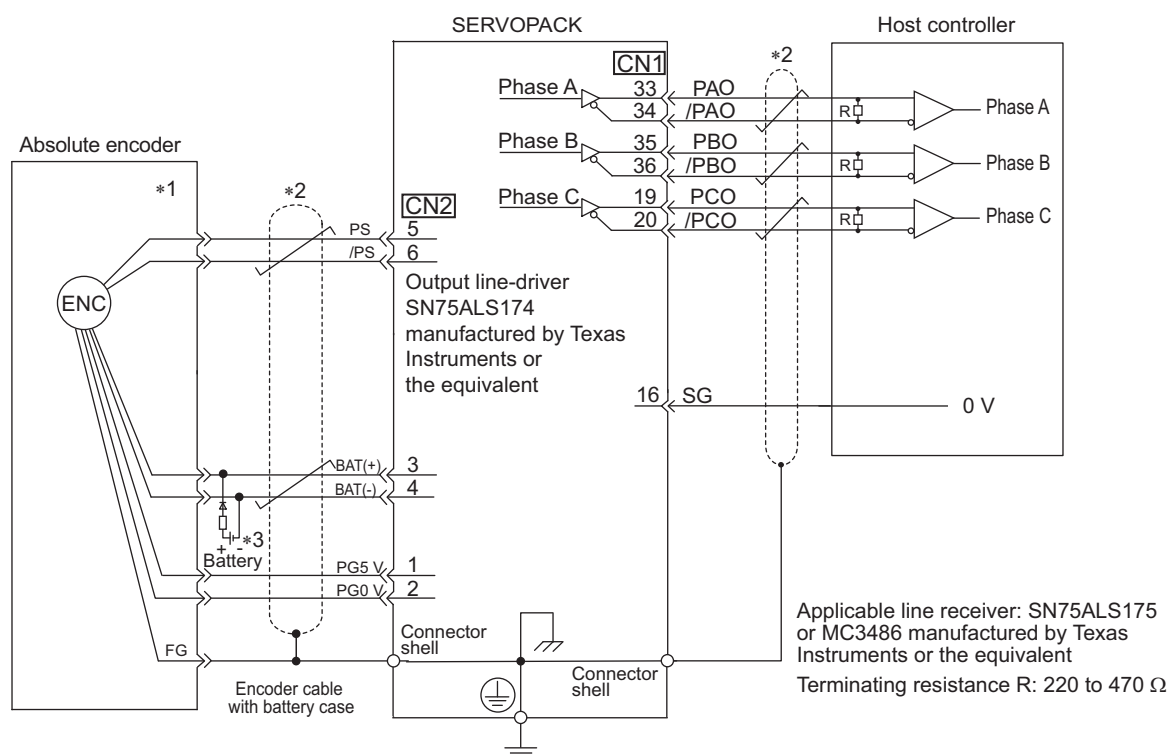 SERVOPACK
Host controller
CN1
*2
Phase A
33
PAO
34
/PAO
R
Phase A
Phase B
35
PBO
36
/PBO
R
Phase B
Phase C
19
PCO
20
/PCO
R
Phase C
Absolute encoder
*1
*2
CN2
PS
5
/PS
6
ENC
Output line-driver
SN75ALS174
manufactured by Texas
Instruments or
the equivalent
16
SG
0 V
BAT(+)
3
BAT(-)
4
+ -
*3
Battery
PG5 V
1
PG0 V
2
FG
Connector
shell
Connector
shell
Encoder cable
with battery case
Applicable line receiver: SN75ALS175
or MC3486 manufactured by Texas
Instruments or the equivalent
Terminating resistance R: 220 to 470 Ω